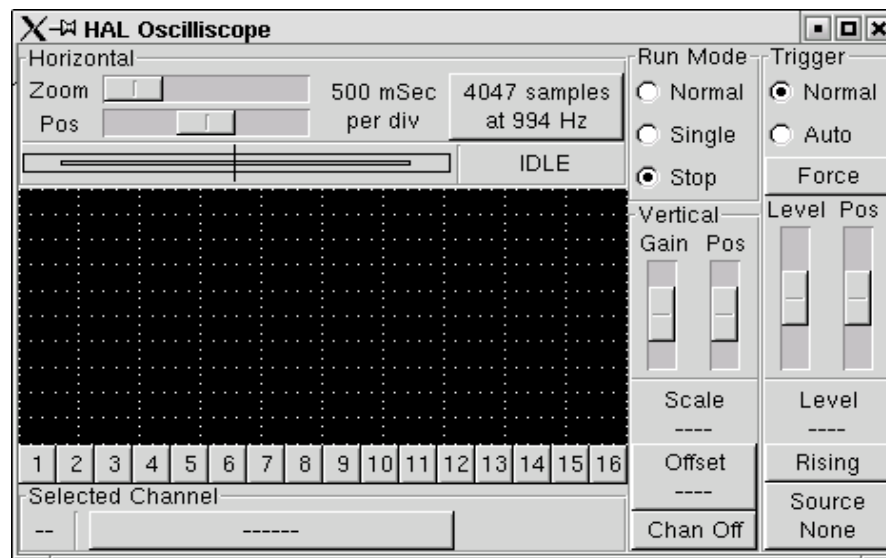 HAL Oscilliscope
Horizontal
Zoom
Pos
500 mSec
per div
4047 samples
at 994 Hz
IDLE
Run Mode
Normal
Single
Stop
Trigger
Normal
Auto
Force
Level Pos
Vertical
Gain Pos
Scale
----
Level
----
1 2 3 4 5 6 7 8 9 10 11 12 13 14 15 16
Offset
----
Rising
Selected Channel
--
------
Chan Off
Source
None